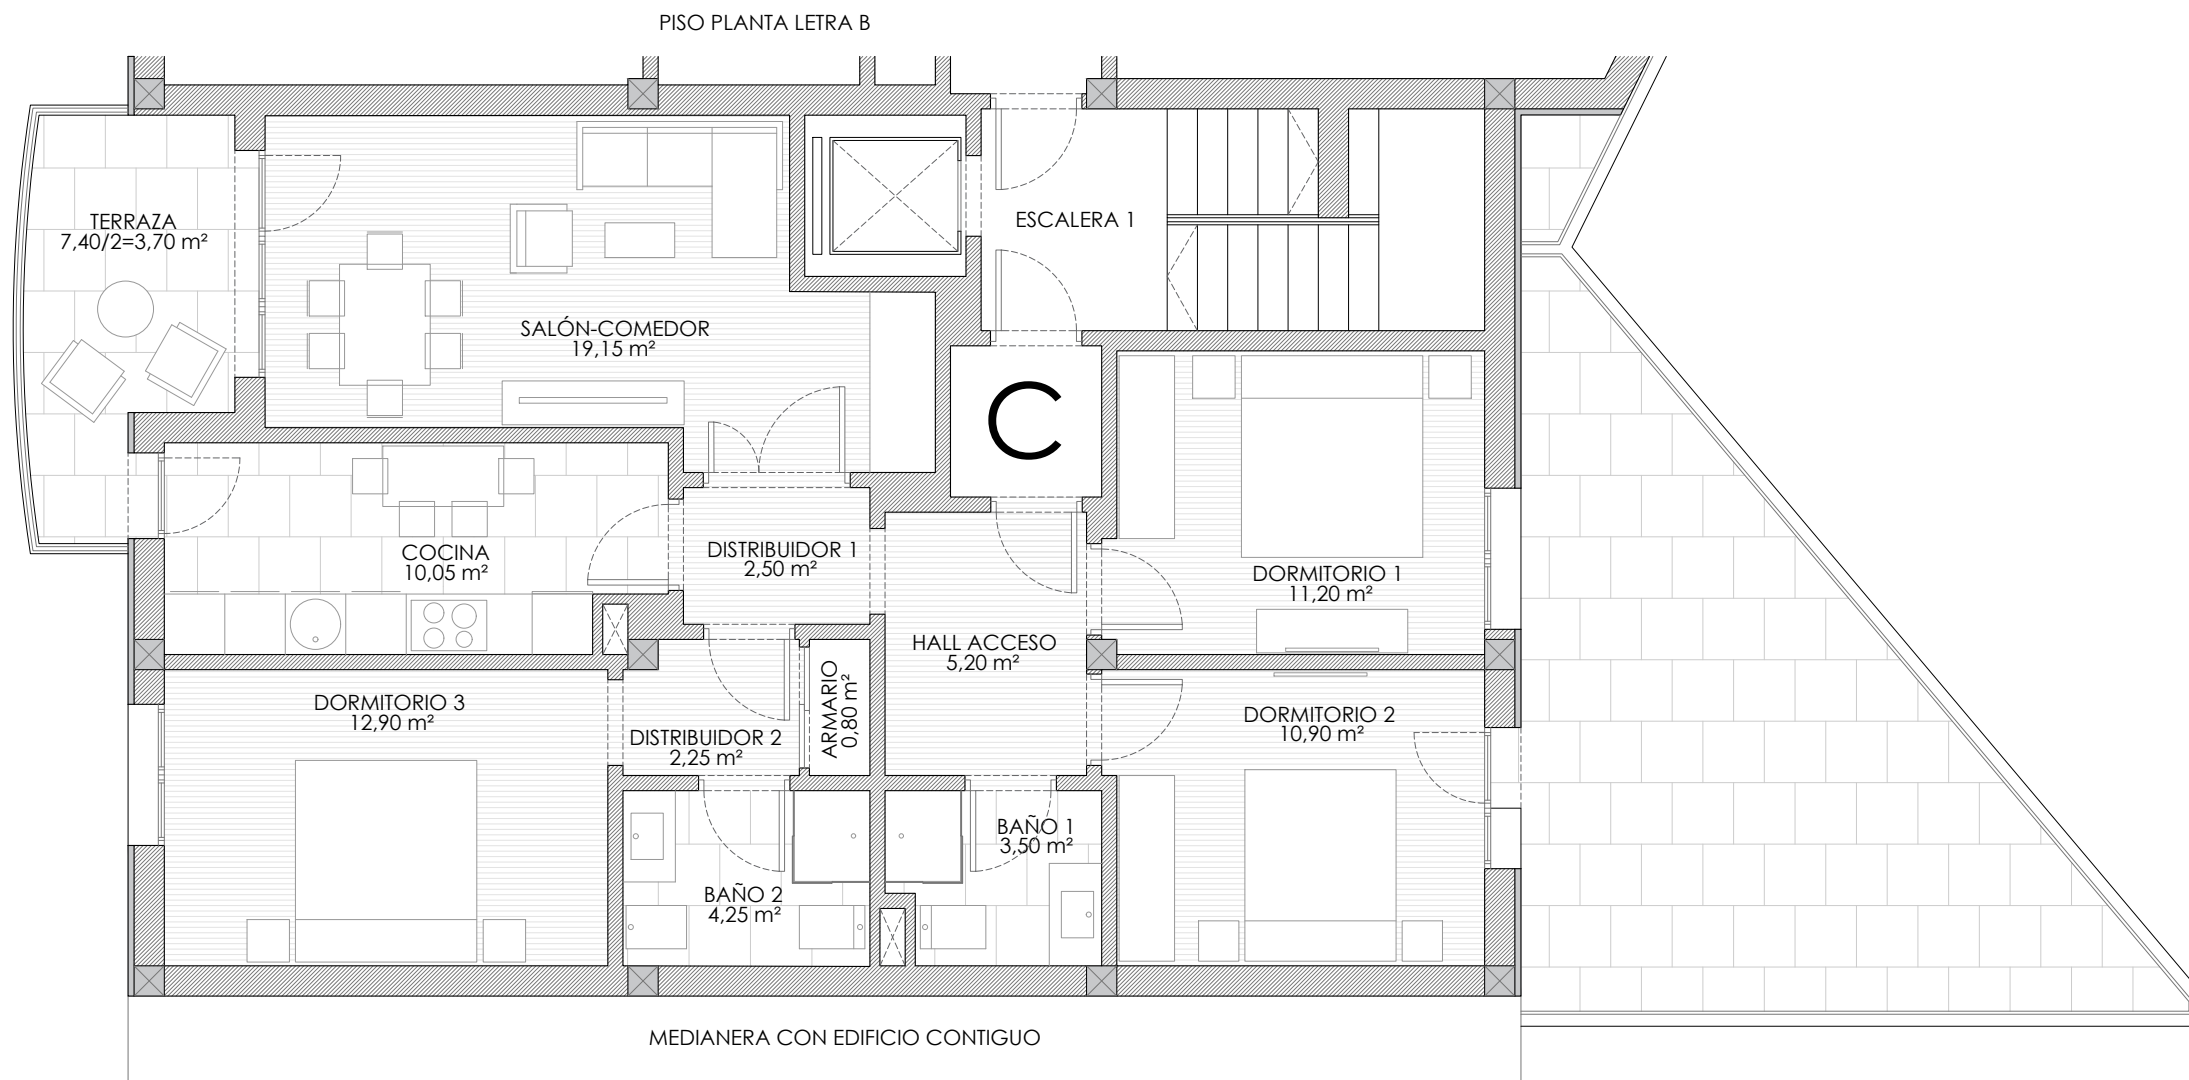 PISO PLANTA LETRA B
TERRAZA
7,40/2=3,70 m²
ESCALERA 1
SALÓN-COMEDOR
19,15 m²
C
COCINA
10,05 m²
DISTRIBUIDOR 1
2,50 m²
DORMITORIO 1
11,20 m²
HALL ACCESO
5,20 m²
DORMITORIO 3
12,90 m²
DISTRIBUIDOR 2
2,25 m²
ARMARIO
0,80 m²
DORMITORIO 2
10,90 m²
BAÑO 1
3,50 m²
BAÑO 2
4,25 m²
MEDIANERA CON EDIFICIO CONTIGUO